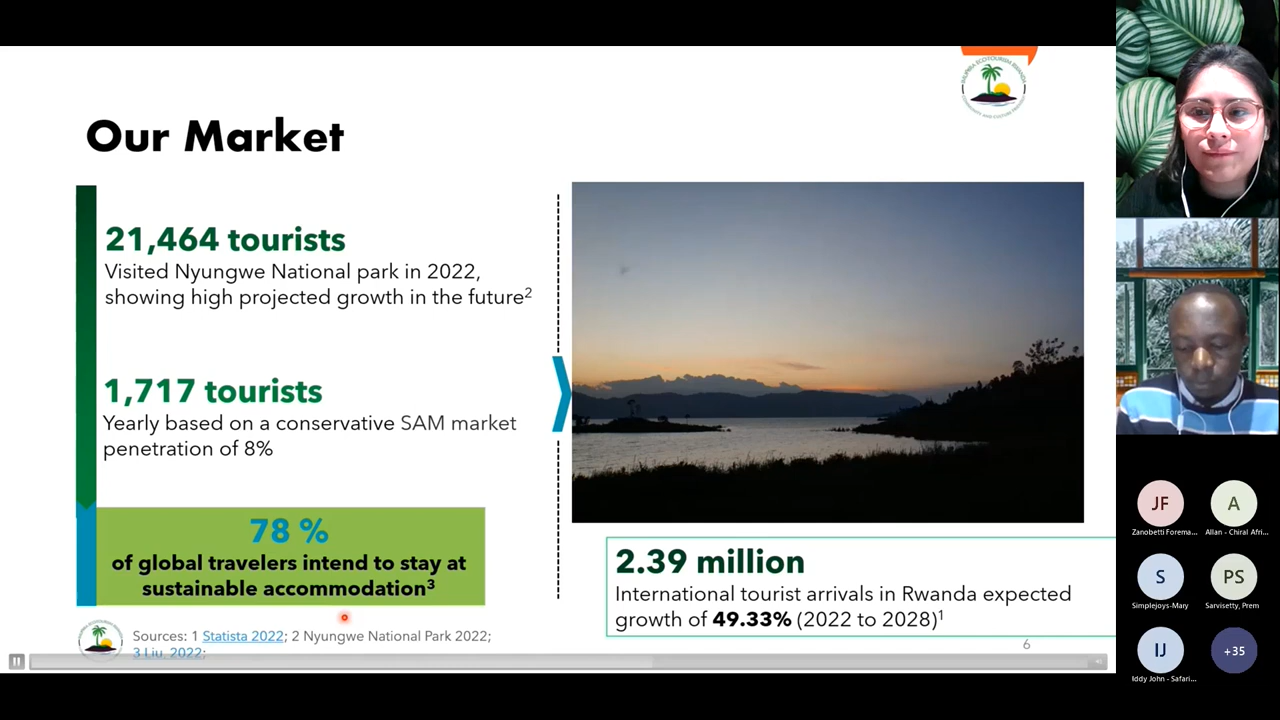 Our Market
21,464 tourists
Visited Nyungwe National park in 2022,
showing high projected growth in the future2
1,717 tourists
Yearly based on a conservative SAM market
penetration of 8%
78 %
of global travelers intend to stay at
sustainable accommodation3
2.39 million
International tourist arrivals in Rwanda expected
growth of 49.33% (2022 to 2028)1
Sources: 1 Statista 2022; 2 Nyungwe National Park 2022;
3 Liu, 2022;
6
JF
A
Zanobetti Forema...
Allan - Chiral Afri...
S
PS
Simplejoys-Mary
Sarvisetty, Prem
IJ
+35
Iddy John - Safari...